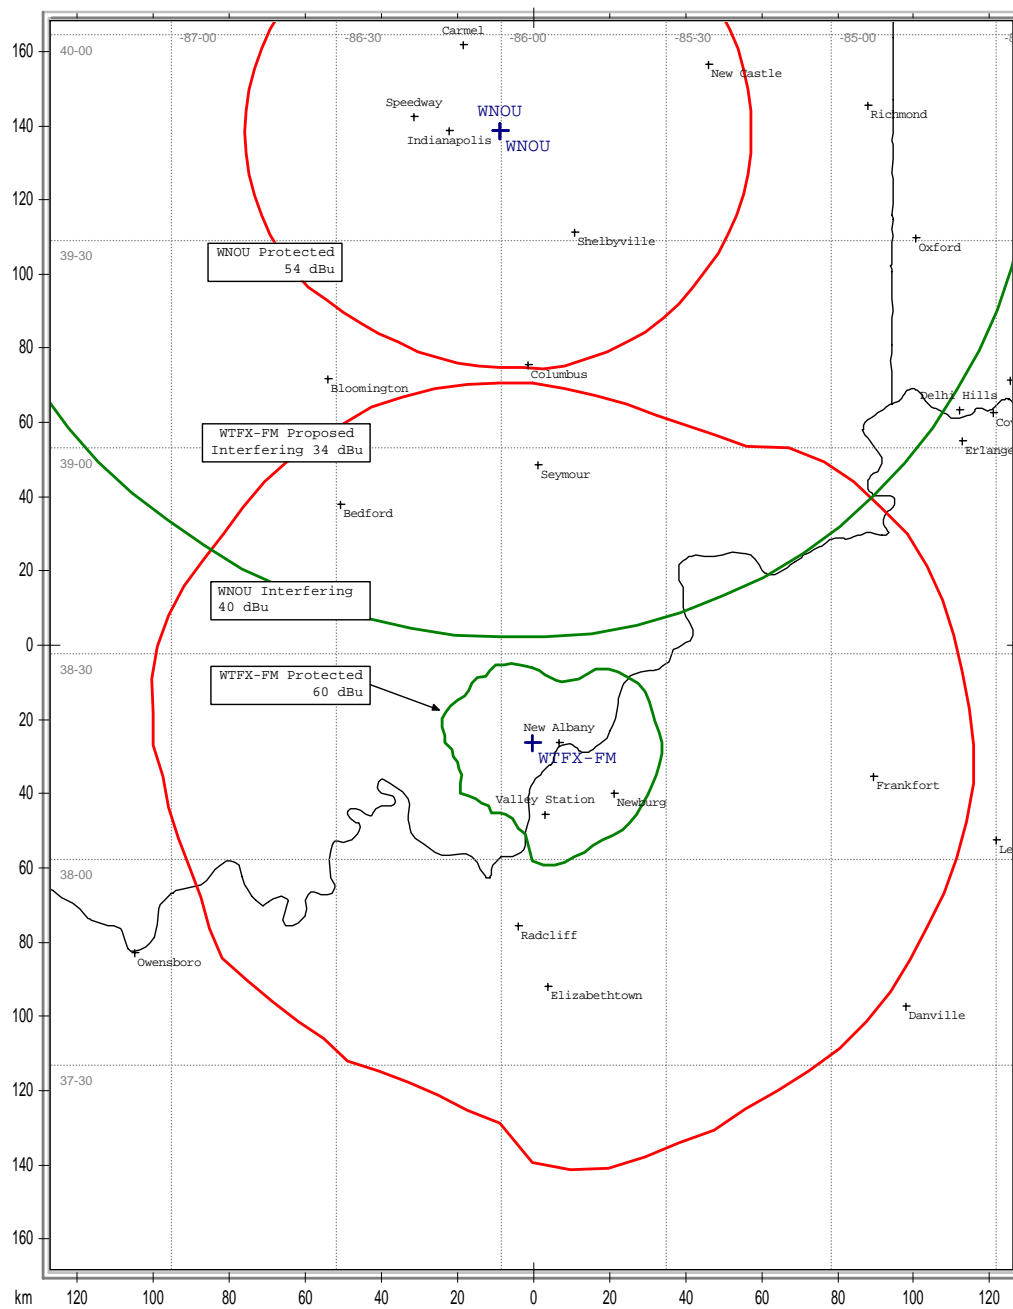 160
140
120
100
80
60
40
20
0
20
40
60
80
100
120
140
160
km
120
100
80
60
40
20
0
20
40
60
80
100
120
40-00
39-30
39-00
38-30
38-00
37-30
-87-00
-86-30
-86-00
-85-30
-85-00
Carmel
New Castle
Speedway
Indianapolis
WNOU
WNOU
Richmond
Shelbyville
Oxford
WNOU Protected
54 dBu
Columbus
Bloomington
Delhi Hills
Cov
Erlange
WTFX-FM Proposed
Interfering 34 dBu
Seymour
Bedford
WNOU Interfering
40 dBu
WTFX-FM Protected
60 dBu
New Albany
WTFX-FM
Valley Station
Newburg
Frankfort
Le
Radcliff
Owensboro
Elizabethtown
Danville